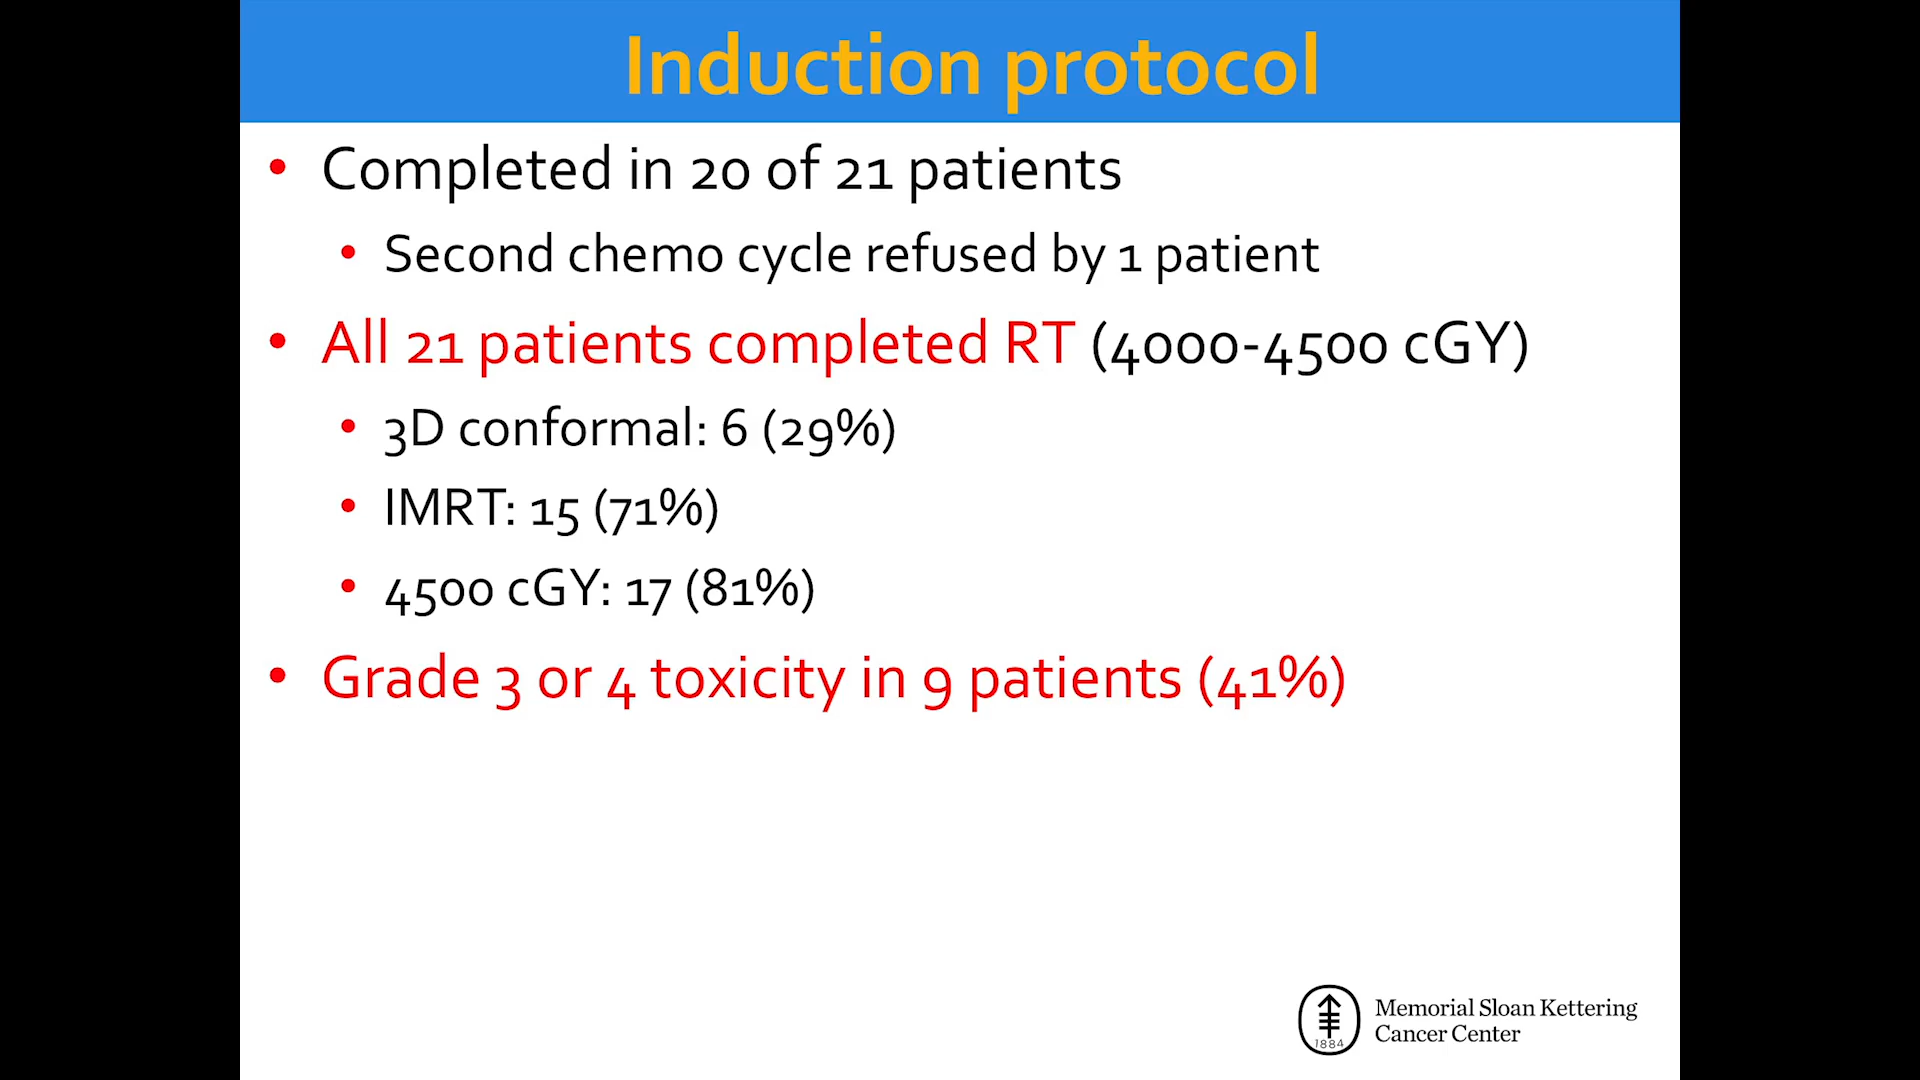 Induction protocol
• Completed in 20 of 21 patients
• Second chemo cycle refused by 1 patient
• All 21 patients completed RT (4000-4500 cGY)
• 3D conformal: 6 (29%)
• IMRT: 15 (71%)
• 4500 cGY: 17 (81%)
• Grade 3 or 4 toxicity in 9 patients (41%)
1884
Memorial Sloan Kettering
Cancer Center